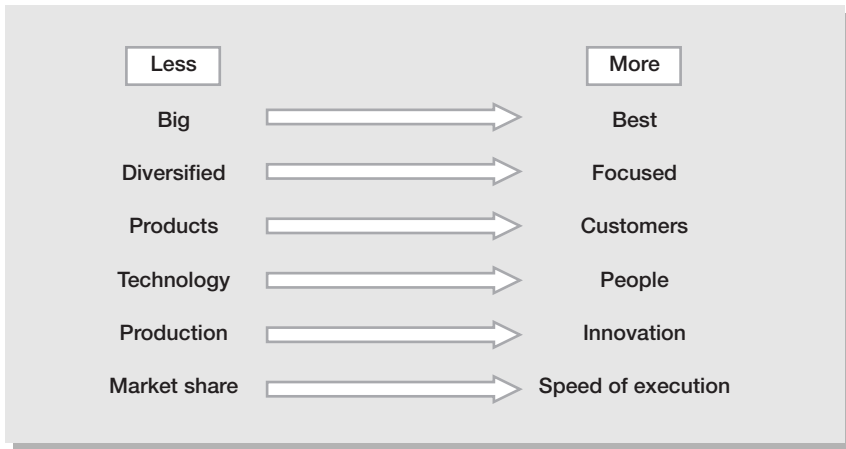 Less More
Big Best
Diversified Focused
Products Customers
Technology People
Production Innovation
Market share Speed of execution